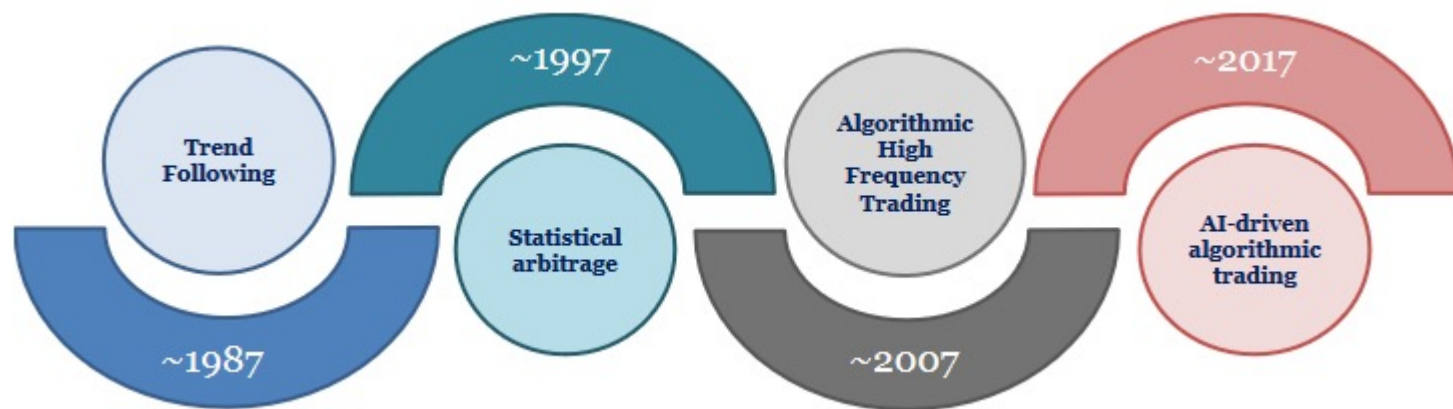 Trend
Following
~1987
~1997
Statistical
arbitrage
Algorithmic
High
Frequency
Trading
~2007
~2017
AI-driven
algorithmic
trading